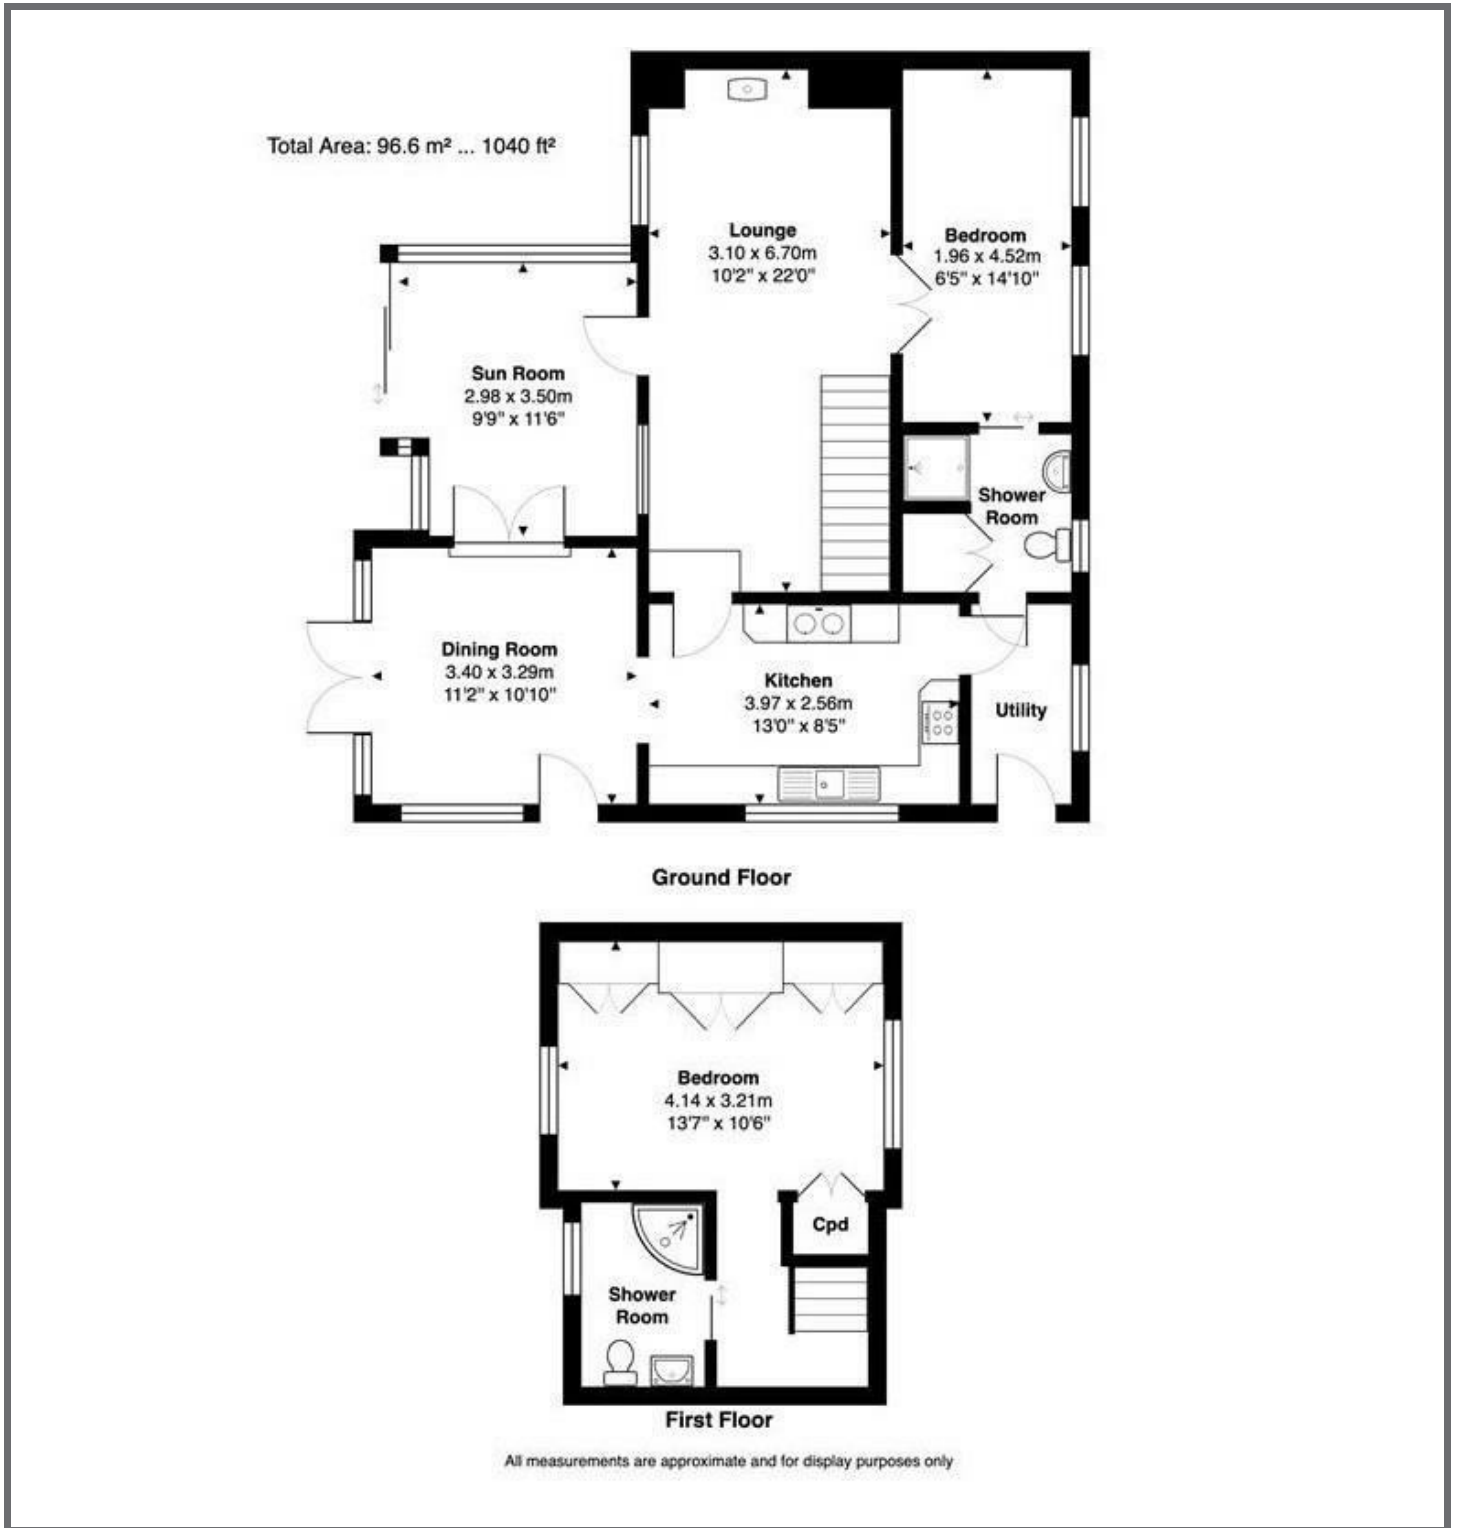 Total Area: 96.6 m² ... 1040 ft²
Lounge
3.10 x 6.70m
10'2" x 22'0"
Bedroom
1.96 x 4.52m
6'5" x 14'10"
Sun Room
2.98 x 3.50m
9'9" x 11'6"
Shower
Room
Dining Room
3.40 x 3.29m
11'2" x 10'10"
Kitchen
3.97 x 2.56m
13'0" x 8'5"
Utility
Ground Floor
Bedroom
4.14 x 3.21m
13'7" x 10'6"
Cpd
Shower
Room
First Floor
All measurements are approximate and for display purposes only